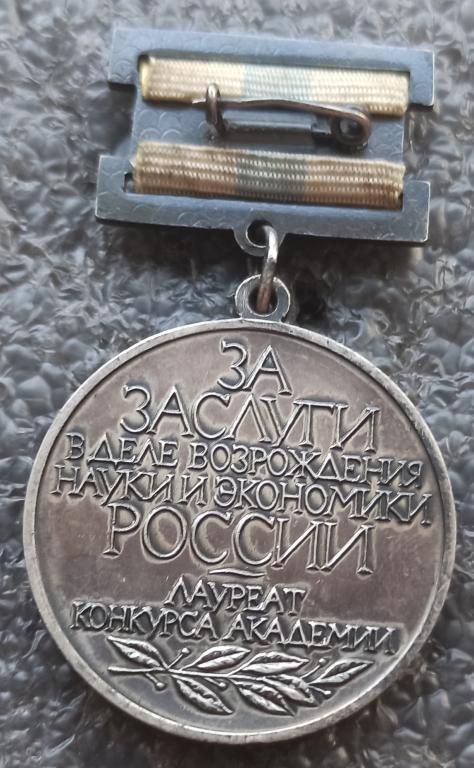 ЗА
ЗАСЛУГИ
В ДЕЛЕ ВОЗРОЖДЕНИЯ
НАУКИ И ЭКОНОМИКИ
РОССИИ
ЛАУРЕАТ
КОНКУРСА АКАДЕМИИ